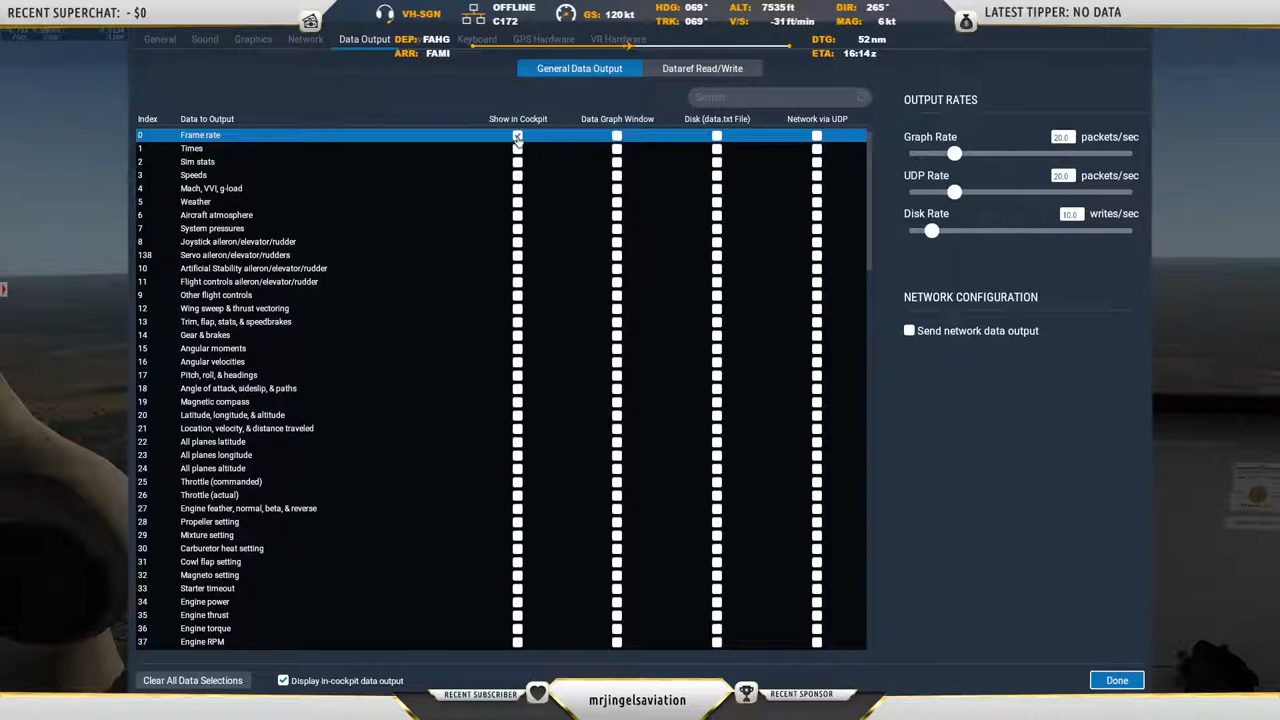 RECENT SUPERCHAT: - $0
VH-SGN
OFFLINE
C172
GS: 120 kt
HDG: 069°
TRK: 069°
ALT: 7535 ft
V/S: -31 ft/min
DIR: 265°
MAG: 6 kt
LATEST TIPPER: NO DATA
General Sound Graphics Network Data Output Keyboard GPS Hardware VR Hardware
DEP: FAHG
ARR: FAMI
DTG: 52 nm
ETA: 16:14 z
General Data Output Dataref Read/Write
Search
Index Data to Output Show in Cockpit Data Graph Window Disk (data.txt File) Network via UDP
0 Frame rate
1 Times
2 Sim stats
3 Speeds
4 Mach, VVI, g-load
5 Weather
6 Aircraft atmosphere
7 System pressures
8 Joystick aileron/elevator/rudder
138 Servo aileron/elevator/rudders
10 Artificial Stability aileron/elevator/rudder
11 Flight controls aileron/elevator/rudder
9 Other flight controls
12 Wing sweep & thrust vectoring
13 Trim, flap, stats, & speedbrakes
14 Gear & brakes
15 Angular moments
16 Angular velocities
17 Pitch, roll, & headings
18 Angle of attack, sideslip, & paths
19 Magnetic compass
20 Latitude, longitude, & altitude
21 Location, velocity, & distance traveled
22 All planes latitude
23 All planes longitude
24 All planes altitude
25 Throttle (commanded)
26 Throttle (actual)
27 Engine feather, normal, beta, & reverse
28 Propeller setting
29 Mixture setting
30 Carburetor heat setting
31 Cowl flap setting
32 Magneto setting
33 Starter timeout
34 Engine power
35 Engine thrust
36 Engine torque
37 Engine RPM
OUTPUT RATES
Graph Rate 20.0 packets/sec
UDP Rate 20.0 packets/sec
Disk Rate 10.0 writes/sec
NETWORK CONFIGURATION
Send network data output
Clear All Data Selections
Display in-cockpit data output
Done
RECENT SUBSCRIBER
mrjingelsaviation
RECENT SPONSOR